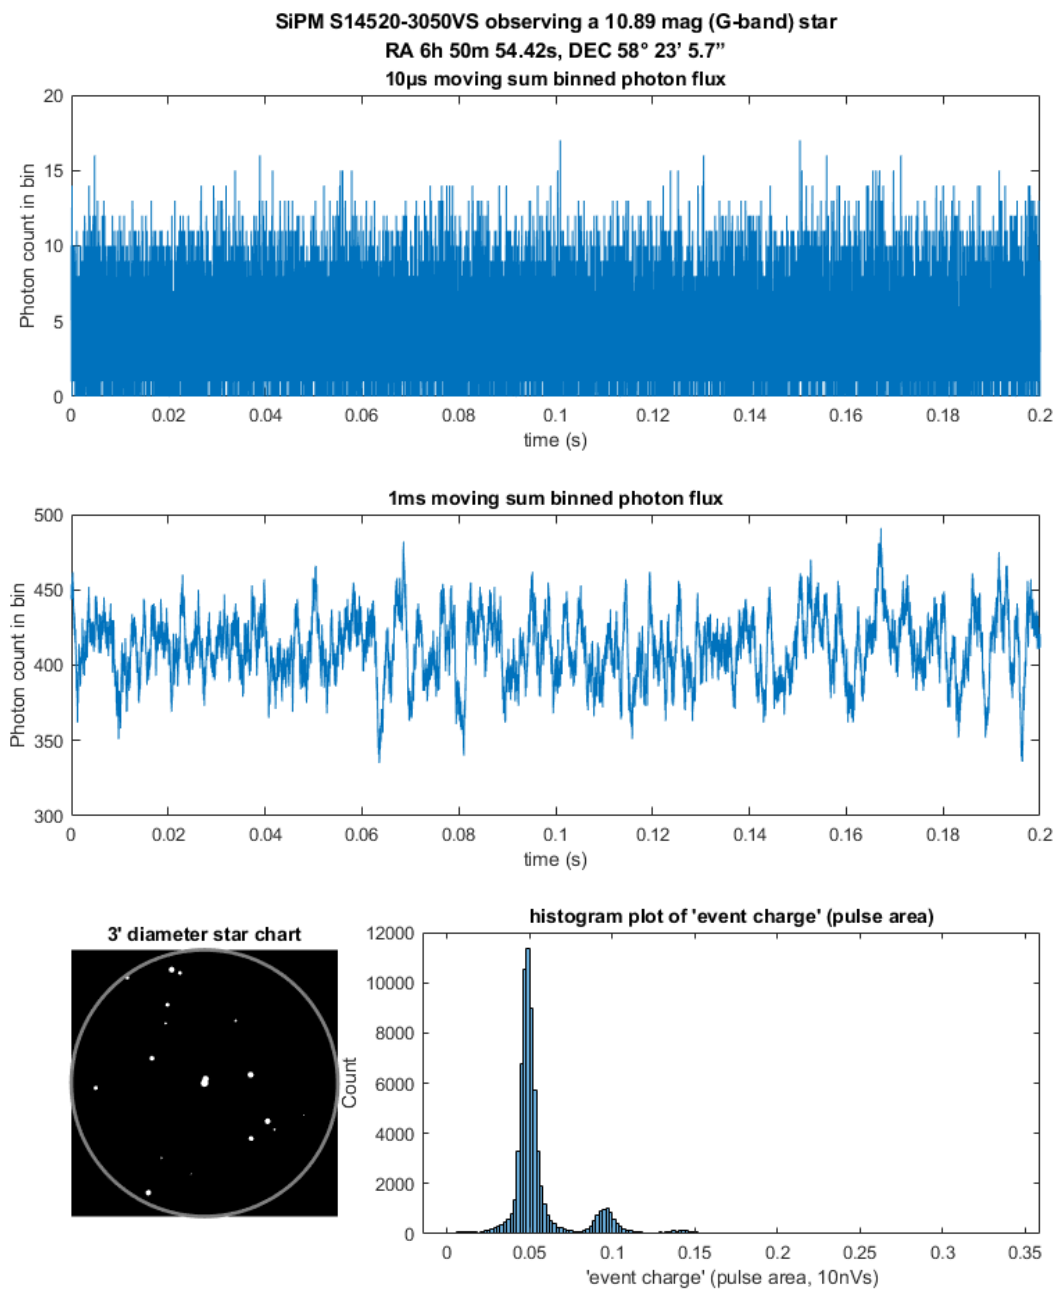 SiPM S14520-3050VS observing a 10.89 mag (G-band) star
RA 6h 50m 54.42s, DEC 58° 23’ 5.7”
10µs moving sum binned photon flux
20
15
10
5
0
Photon count in bin
0 0.02 0.04 0.06 0.08 0.1 0.12 0.14 0.16 0.18 0.2
time (s)
1ms moving sum binned photon flux
500
450
400
350
300
Photon count in bin
0 0.02 0.04 0.06 0.08 0.1 0.12 0.14 0.16 0.18 0.2
time (s)
3' diameter star chart
histogram plot of 'event charge' (pulse area)
12000
10000
8000
6000
4000
2000
0
Count
0 0.05 0.1 0.15 0.2 0.25 0.3 0.35
'event charge' (pulse area, 10nVs)